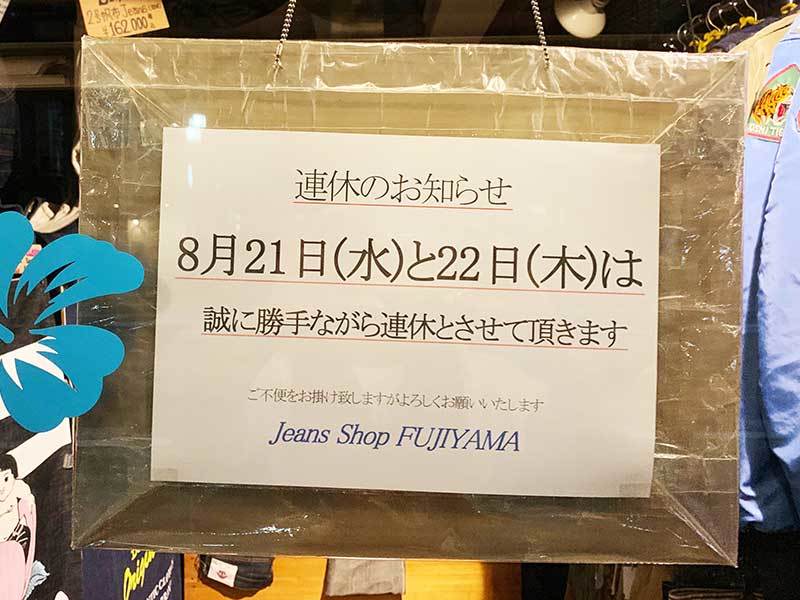 ¥162,000
連休のお知らせ
8月21日(水)と22日(木)は
誠に勝手ながら連休とさせて頂きます
ご不便をお掛け致しますがよろしくお願いいたします
Jeans Shop FUJIYAMA